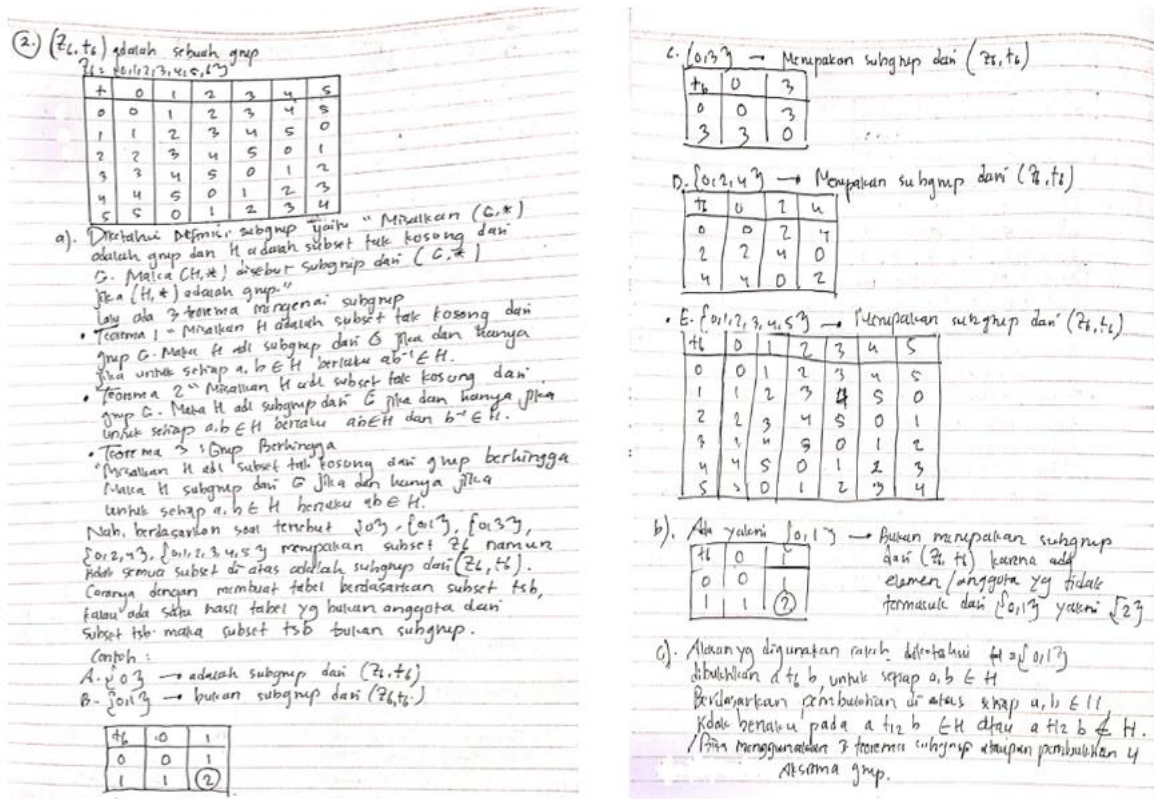 2.) (Z6, +6) adalah sebuah grup
Z6 = {0,1,2,3,4,5,6}
+ 0 1 2 3 4 5
0 0 1 2 3 4 5
1 1 2 3 4 5 0
2 2 3 4 5 0 1
3 3 4 5 0 1 2
4 4 5 0 1 2 3
5 5 0 1 2 3 4
a). Diketahui Definisi subgrup yaitu "Misalkan (G,*)
adalah grup dan H adalah subset tak kosong dari
G. Maka (H,*) disebut subgrup dari (G,*)
jika (H,*) adalah grup."
Lalu ada 3 teorema mengenai subgrup
• Teorema 1 "Misalkan H adalah subset tak kosong dari
grup G. Maka H adl subgrup dari G jika dan hanya
jika untuk setiap a, b ∈ H berlaku ab⁻¹ ∈ H.
• Teorema 2 "Misalkan H adl subset tak kosong dari
grup G. Maka H adl subgrup dari G jika dan hanya jika
untuk setiap a,b ∈ H berlaku ab∈H dan b⁻¹ ∈ H.
• Teorema 3 : Grup Berhingga
"Misalkan H adl subset tak kosong dari grup berhingga
Maka H subgrup dari G jika dan hanya jika
untuk setiap a, b ∈ H berlaku ab ∈ H.
Nah, berdasarkan soal tersebut {0}, {0,1}, {0,3},
{0,2,4}, {0,1,2,3,4,5} merupakan subset Z6 namun
tidak semua subset di atas adalah subgrup dari (Z6, +6).
Caranya dengan membuat tabel berdasarkan subset tsb,
kalau ada satu hasil tabel yg bukan anggota dari
subset tsb. maka subset tsb bukan subgrup.
Contoh :
A. {0} → adalah subgrup dari (Z6, +6)
B. {0,1} → bukan subgrup dari (Z6, +6.)
+6 0 1
0 0 1
1 1 2
C. {0,3} → Merupakan subgrup dari (Z6, +6)
+6 0 3
0 0 3
3 3 0
D. {0,2,4} → Merupakan subgrup dari (Z6, +6)
+6 0 2 4
0 0 2 4
2 2 4 0
4 4 0 2
• E. {0,1,2,3,4,5} → Merupakan subgrup dari (Z6, +6)
+6 0 1 2 3 4 5
0 0 1 2 3 4 5
1 1 2 3 4 5 0
2 2 3 4 5 0 1
3 3 4 5 0 1 2
4 4 5 0 1 2 3
5 5 0 1 2 3 4
b). Ada yakni {0,1} → Bukan merupakan subgrup
dari (Z6, +6) karena ada
elemen/anggota yg tidak
termasuk dari {0,1} yakni {2}
+6 0 1
0 0 1
1 1 2
c). Alasan yg digunakan ialah diketahui H = {0,1}
dibuktikan a +6 b untuk setiap a,b ∈ H
Berdasarkan pembuktian di atas setiap a,b ∈ H,
tidak berlaku pada a +12 b ∈ H atau a +12 b ∉ H.
/Bisa menggunakan 3 teorema subgrup ataupun pembuktian 4
Aksioma grup.